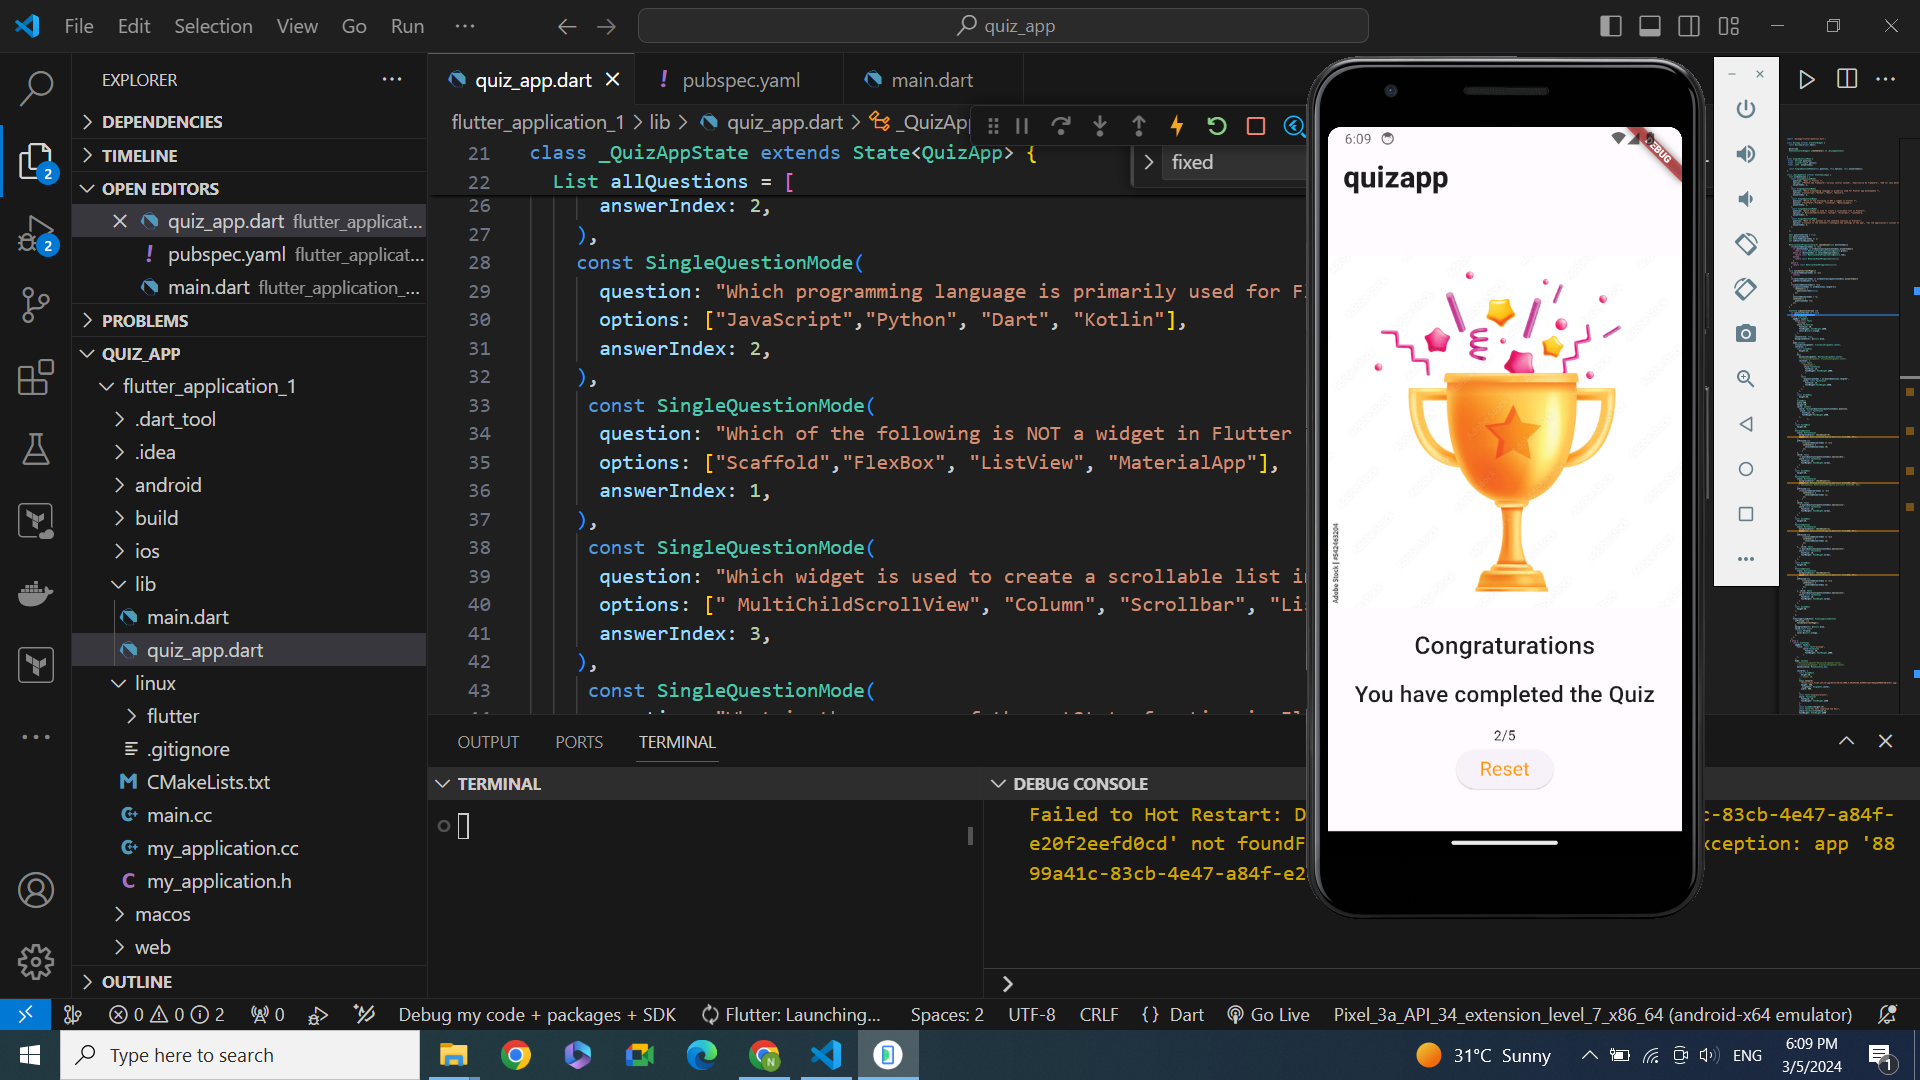 File Edit Selection View Go Run ...
quiz_app
EXPLORER
DEPENDENCIES
TIMELINE
OPEN EDITORS
quiz_app.dart flutter_applicat...
pubspec.yaml flutter_applicat...
main.dart flutter_application_...
PROBLEMS
QUIZ_APP
flutter_application_1
.dart_tool
.idea
android
build
ios
lib
main.dart
quiz_app.dart
linux
flutter
.gitignore
CMakeLists.txt
main.cc
my_application.cc
my_application.h
macos
web
OUTLINE
2
2
quiz_app.dart
pubspec.yaml
main.dart
flutter_application_1 > lib > quiz_app.dart > _QuizApp
fixed
21 class _QuizAppState extends State<QuizApp> {
22 List allQuestions = [
26 answerIndex: 2,
27 ),
28 const SingleQuestionMode(
29 question: "Which programming language is primarily used for Fl
30 options: ["JavaScript","Python", "Dart", "Kotlin"],
31 answerIndex: 2,
32 ),
33 const SingleQuestionMode(
34 question: "Which of the following is NOT a widget in Flutter
35 options: ["Scaffold","FlexBox", "ListView", "MaterialApp"],
36 answerIndex: 1,
37 ),
38 const SingleQuestionMode(
39 question: "Which widget is used to create a scrollable list in
40 options: [" MultiChildScrollView", "Column", "Scrollbar", "Lis
41 answerIndex: 3,
42 ),
43 const SingleQuestionMode(
OUTPUT PORTS TERMINAL
TERMINAL
DEBUG CONSOLE
Failed to Hot Restart: D
c-83cb-4e47-a84f-
e20f2eefd0cd' not foundF
xception: app '88
99a41c-83cb-4e47-a84f-e2
6:09
DEBUG
quizapp
Adobe Stock | #542463204
Congraturations
You have completed the Quiz
2/5
Reset
0 0 2 0 Debug my code + packages + SDK Flutter: Launching... Spaces: 2 UTF-8 CRLF {} Dart Go Live Pixel_3a_API_34_extension_level_7_x86_64 (android-x64 emulator)
Type here to search
N
31°C Sunny
ENG
6:09 PM
3/5/2024
1